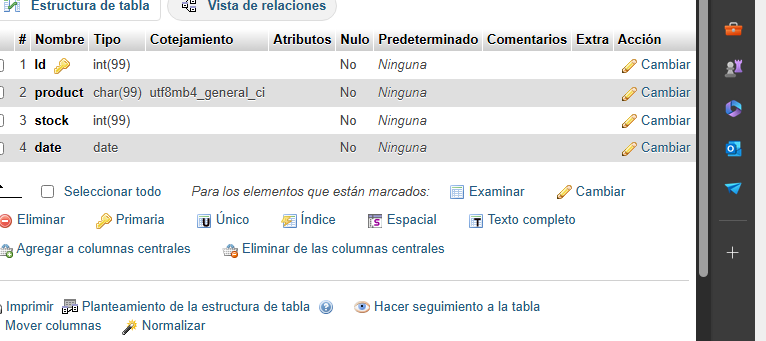 Estructura de tabla Vista de relaciones
# Nombre Tipo Cotejamiento Atributos Nulo Predeterminado Comentarios Extra Acción
1 Id int(99) No Ninguna Cambiar
2 product char(99) utf8mb4_general_ci No Ninguna Cambiar
3 stock int(99) No Ninguna Cambiar
4 date date No Ninguna Cambiar
Seleccionar todo Para los elementos que están marcados: Examinar Cambiar
Eliminar Primaria Único Índice Espacial Texto completo
Agregar a columnas centrales Eliminar de las columnas centrales
Imprimir Planteamiento de la estructura de tabla Hacer seguimiento a la tabla
Mover columnas Normalizar